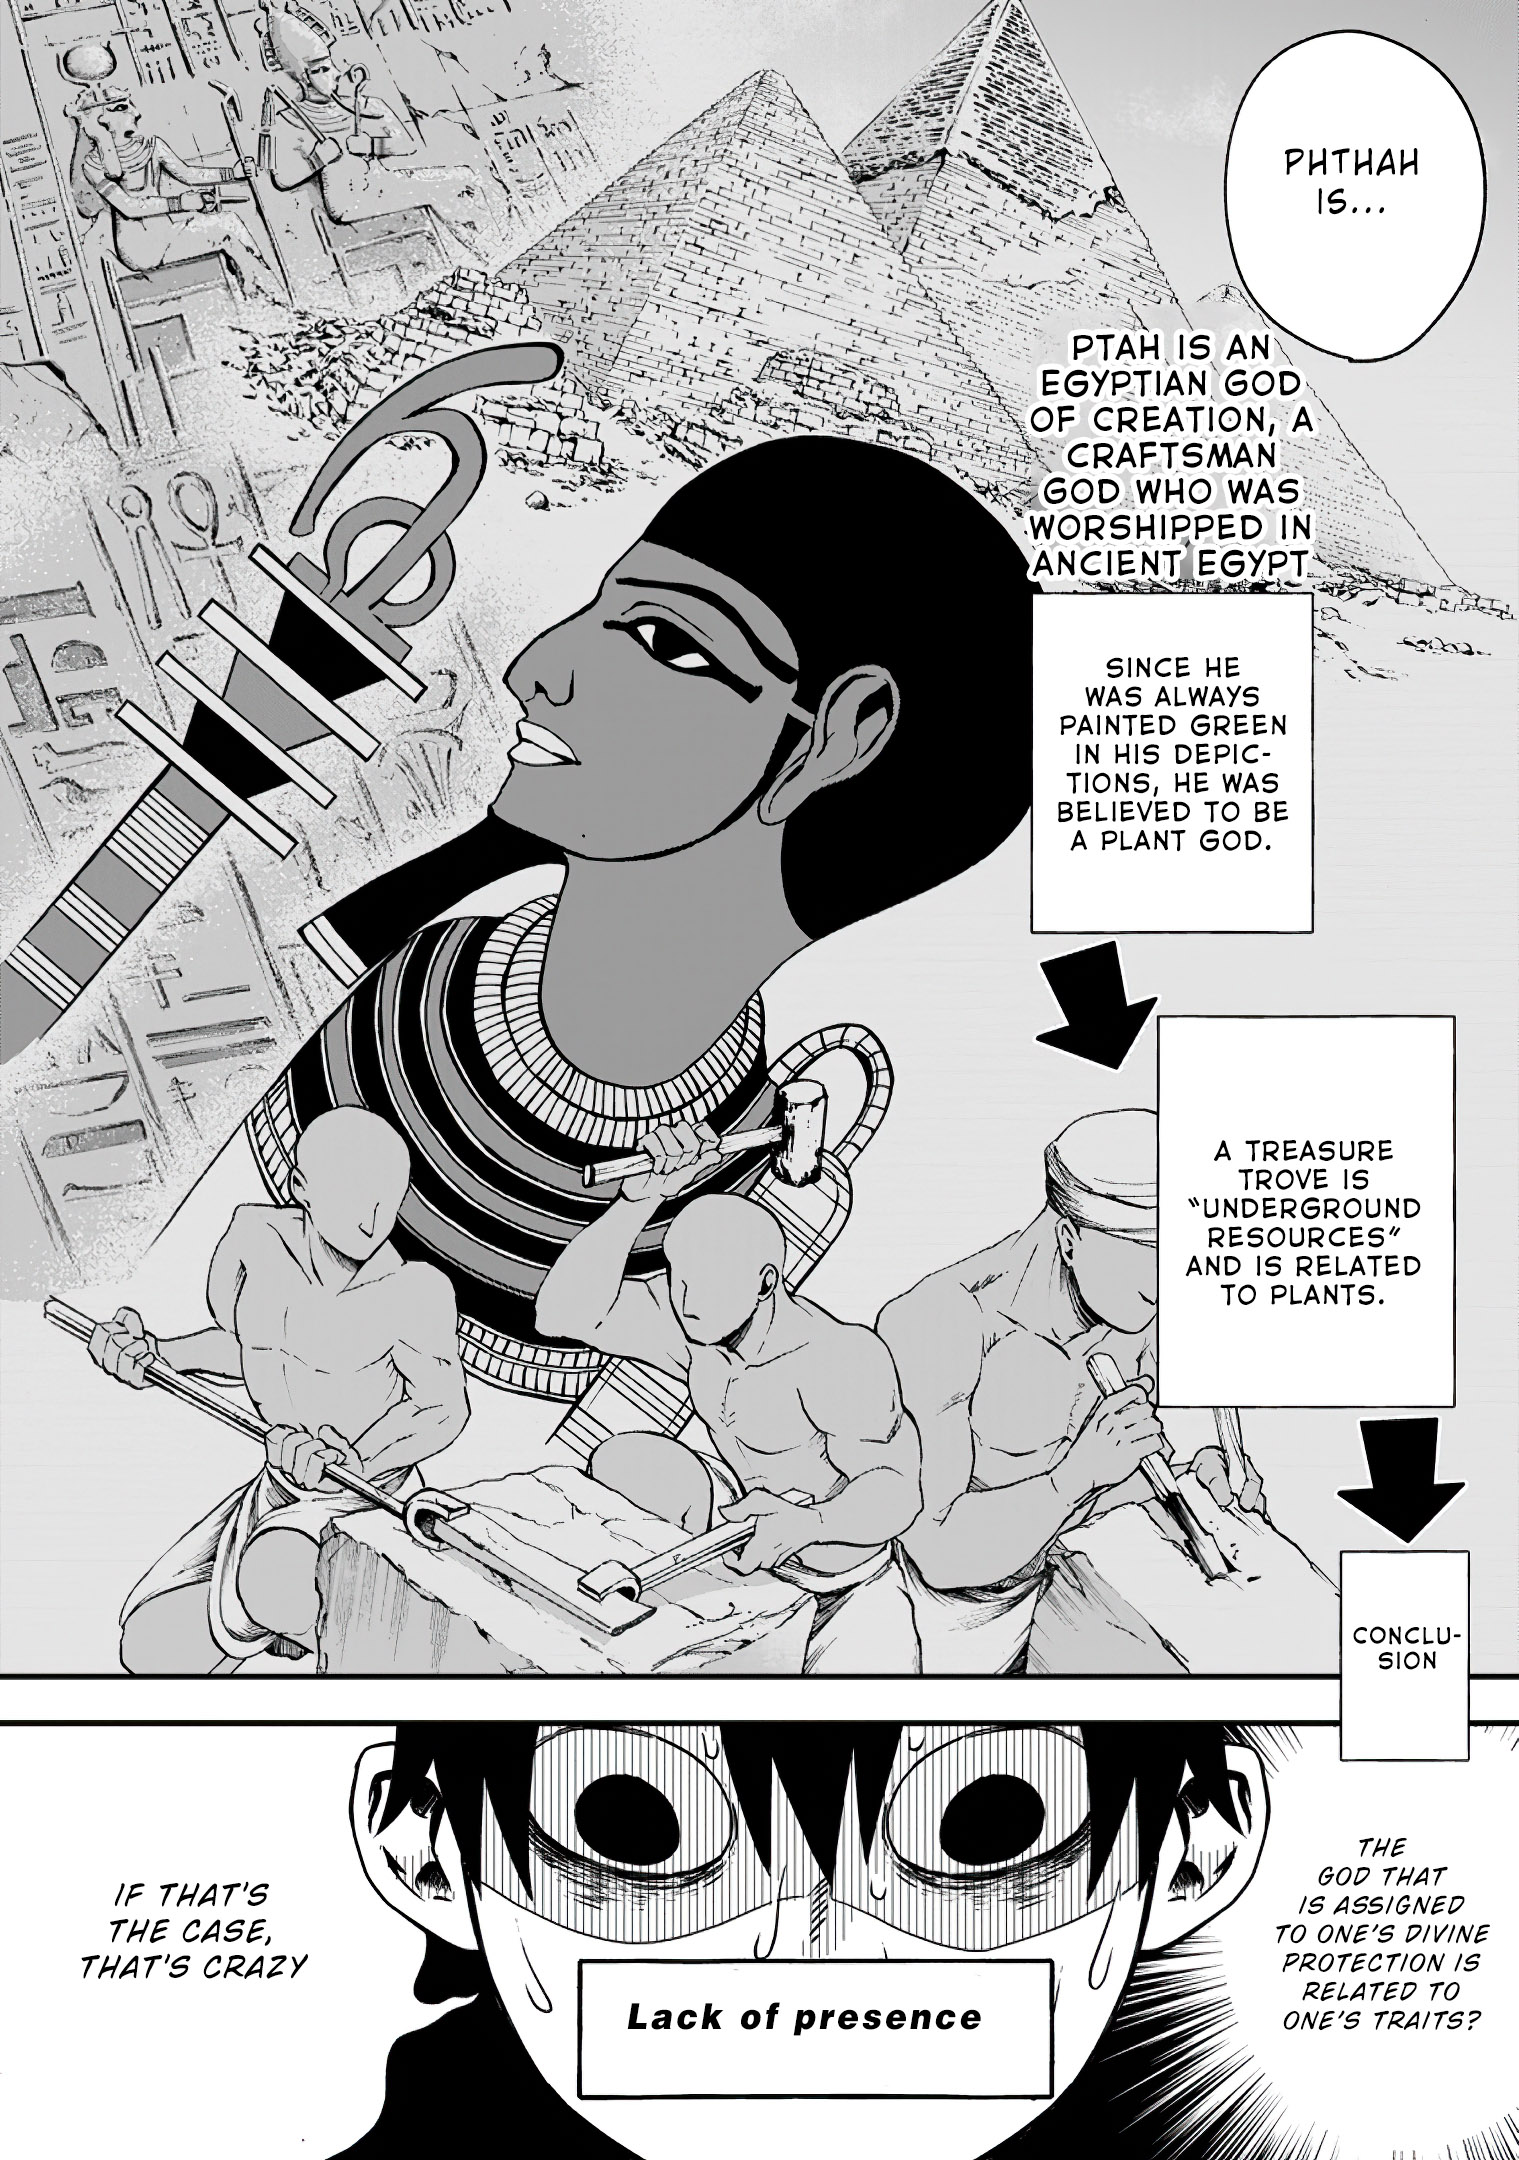 PHTHAH
IS...
PTAH IS AN
EGYPTIAN GOD
OF CREATION, A
CRAFTSMAN
GOD WHO WAS
WORSHIPPED IN
ANCIENT EGYPT
SINCE HE
WAS ALWAYS
PAINTED GREEN
IN HIS DEPIC-
TIONS, HE WAS
BELIEVED TO BE
A PLANT GOD.
A TREASURE
TROVE IS
"UNDERGROUND
RESOURCES"
AND IS RELATED
TO PLANTS.
CONCLU-
SION
THE
GOD THAT
IS ASSIGNED
TO ONE'S DIVINE
PROTECTION IS
RELATED TO
ONE'S TRAITS?
Lack of presence
IF THAT'S
THE CASE,
THAT'S CRAZY